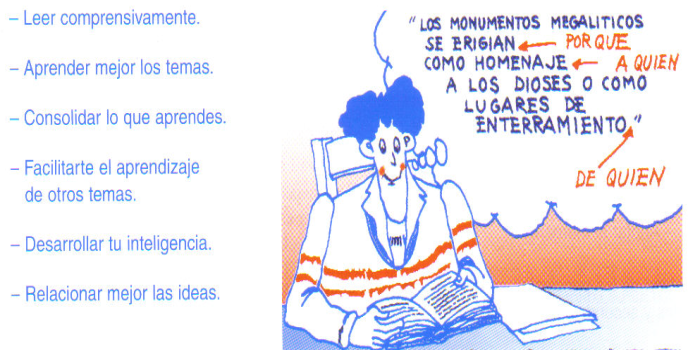 – Leer comprensivamente.
– Aprender mejor los temas.
– Consolidar lo que aprendes.
– Facilitarte el aprendizaje
de otros temas.
– Desarrollar tu inteligencia.
– Relacionar mejor las ideas.
"LOS MONUMENTOS MEGALITICOS
SE ERIGIAN ← POR QUE
COMO HOMENAJE ← A QUIEN
A LOS DIOSES O COMO
LUGARES DE
ENTERRAMIENTO"
DE QUIEN